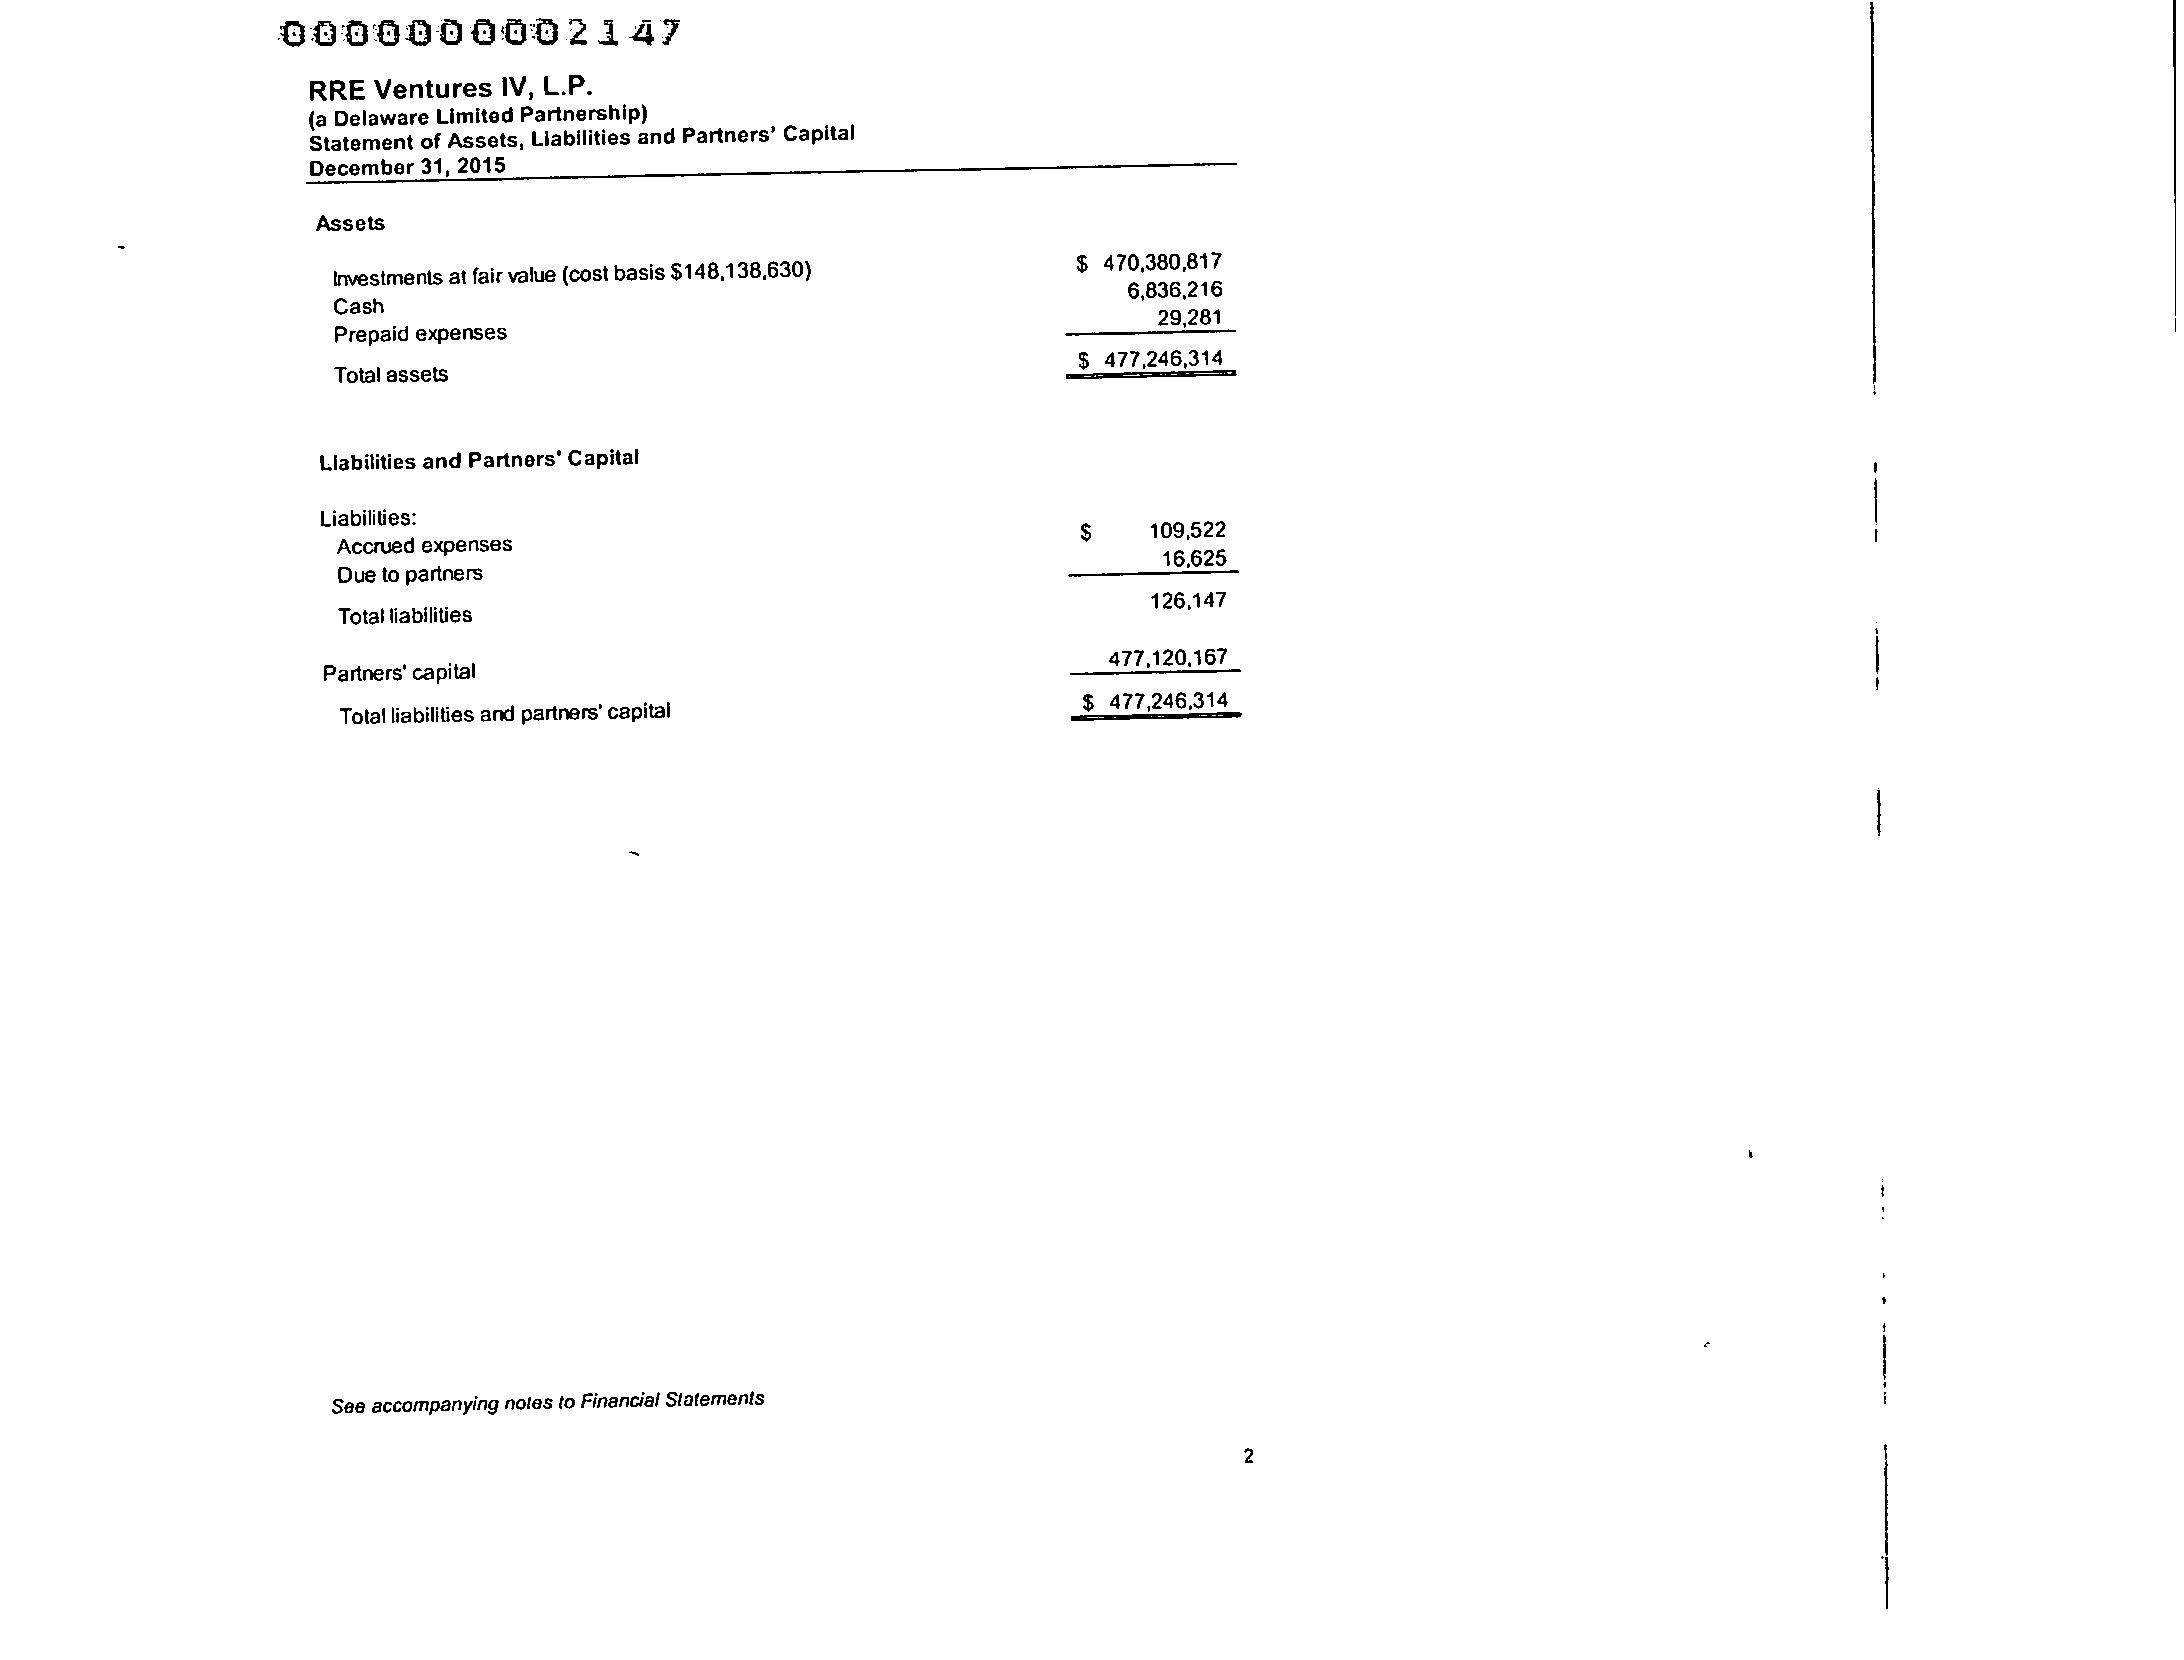 0000000002147
RRE Ventures IV, L.P.
(a Delaware Limited Partnership)
Statement of Assets, Liabilities and Partners' Capital
December 31, 2015
Assets
Investments at fair value (cost basis $148,138,630) $ 470,380,817
Cash 6,836,216
Prepaid expenses 29,281
Total assets $ 477,246,314
Liabilities and Partners' Capital
Liabilities:
Accrued expenses $ 109,522
Due to partners 16,625
Total liabilities 126,147
Partners' capital 477,120,167
Total liabilities and partners' capital $ 477,246,314
See accompanying notes to Financial Statements
2